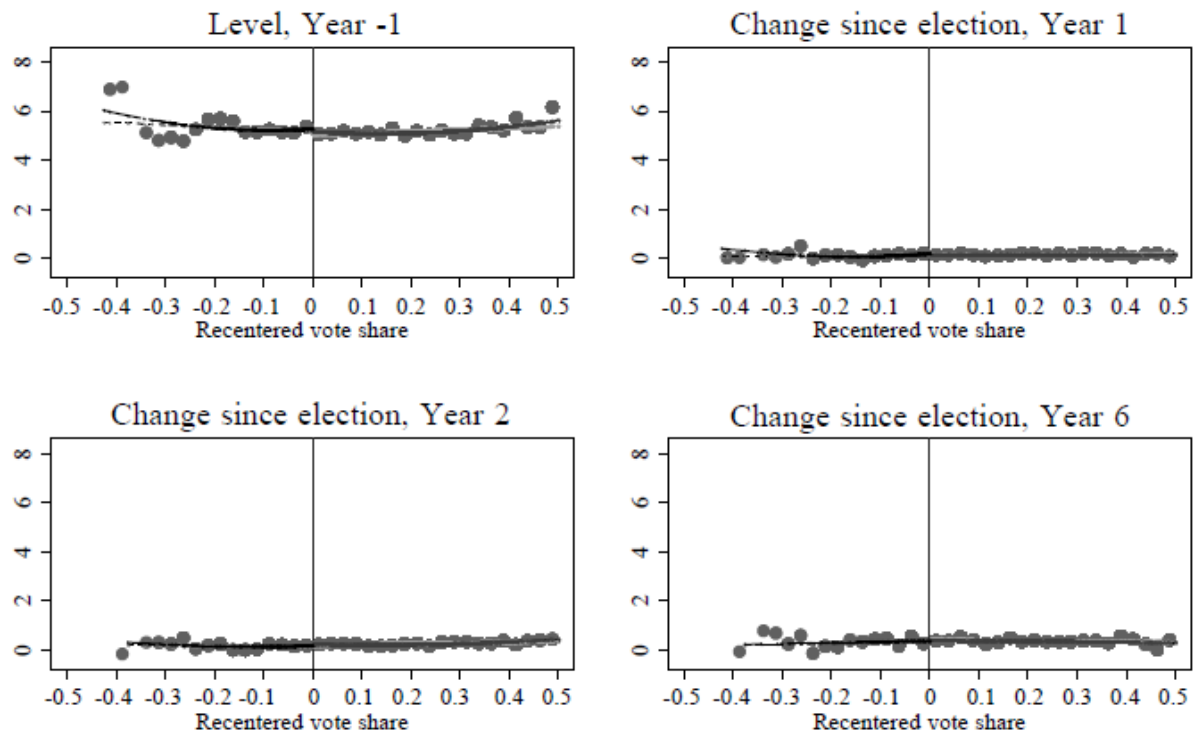 Level, Year -1
8
6
4
2
0
-0.5 -0.4 -0.3 -0.2 -0.1 0 0.1 0.2 0.3 0.4 0.5
Recentered vote share
Change since election, Year 1
8
6
4
2
0
-0.5 -0.4 -0.3 -0.2 -0.1 0 0.1 0.2 0.3 0.4 0.5
Recentered vote share
Change since election, Year 2
8
6
4
2
0
-0.5 -0.4 -0.3 -0.2 -0.1 0 0.1 0.2 0.3 0.4 0.5
Recentered vote share
Change since election, Year 6
8
6
4
2
0
-0.5 -0.4 -0.3 -0.2 -0.1 0 0.1 0.2 0.3 0.4 0.5
Recentered vote share